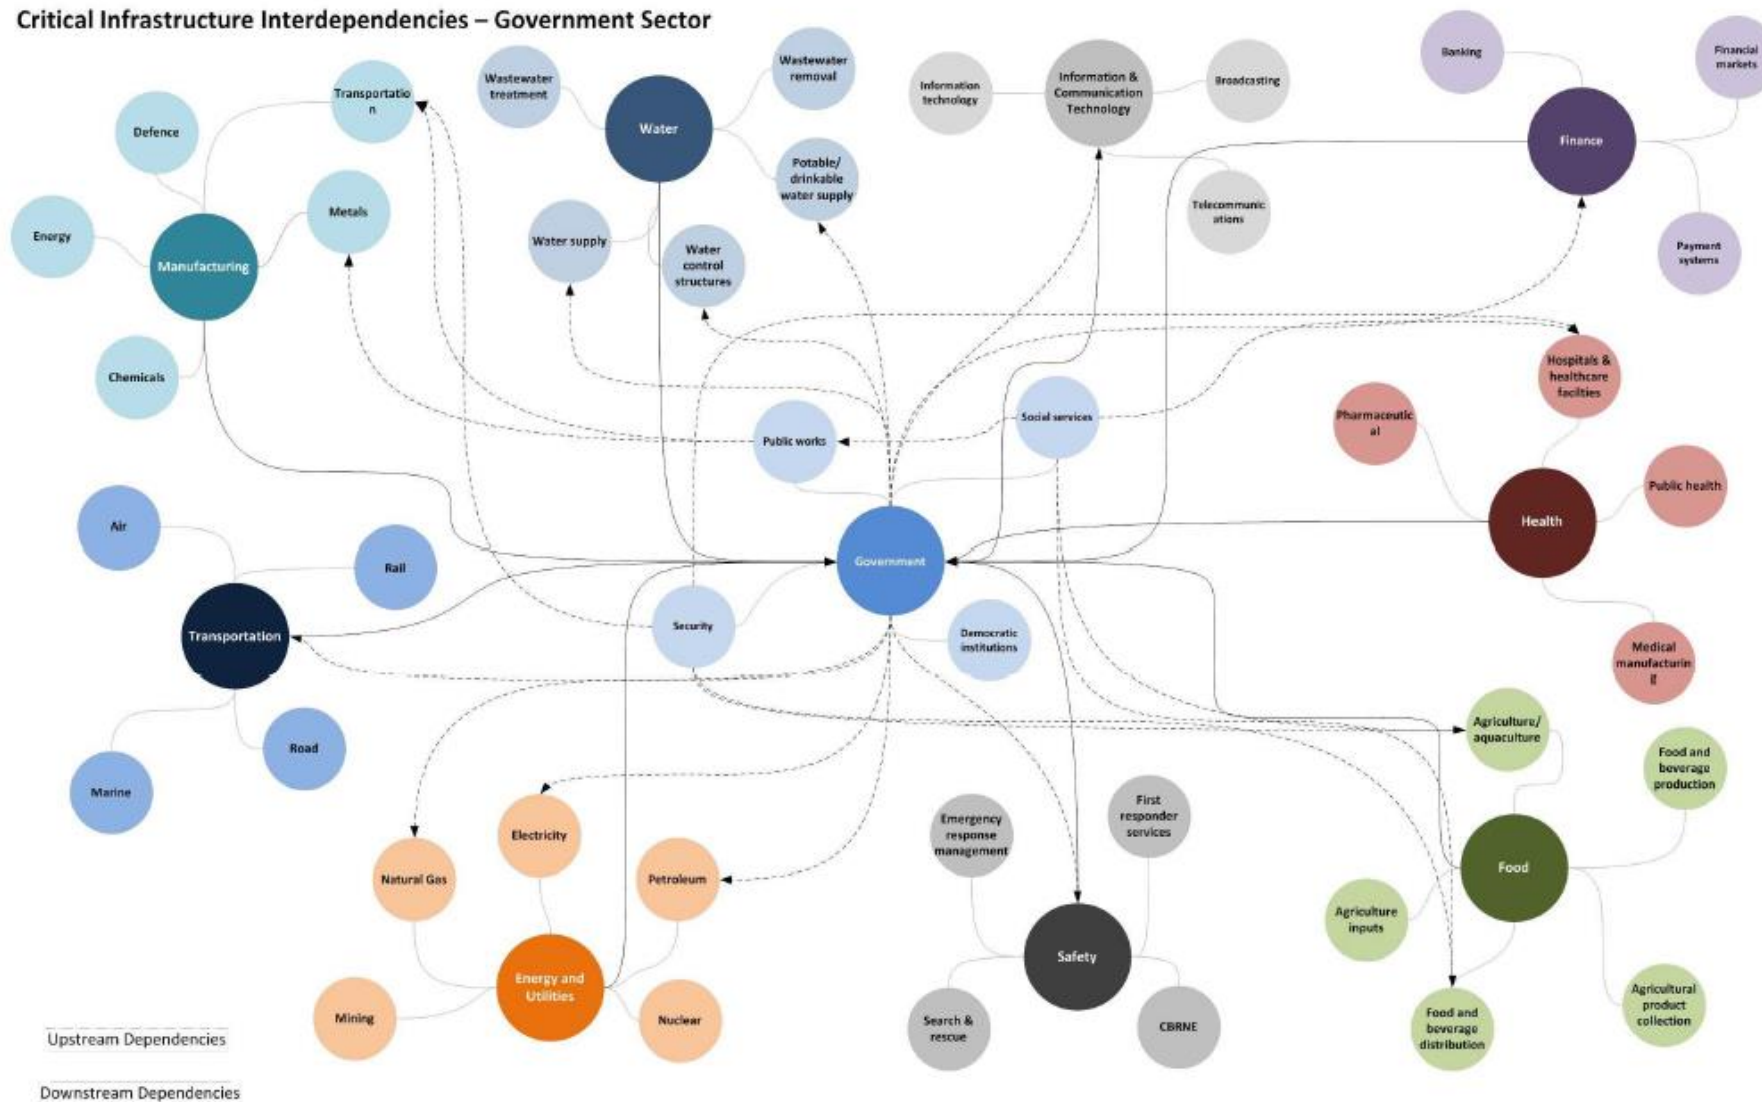 Critical Infrastructure Interdependencies – Government Sector
Transportatio
n
Defence
Metals
Energy
Manufacturing
Chemicals
Wastewater
treatment
Water
Wastewater
removal
Potable/
drinkable
water supply
Water supply
Water
control
structures
Information
technology
Information &
Communication
Technology
Broadcasting
Telecommunic
ations
Banking
Financial
markets
Finance
Payment
systems
Hospitals &
healthcare
facilties
Pharmaceutic
al
Public health
Health
Medical
manufacturin
g
Social services
Public works
Government
Security
Democratic
institutions
Air
Rail
Transportation
Road
Marine
Electricity
Natural Gas
Petroleum
Energy and
Utilities
Mining
Nuclear
Emergency
response
management
First
responder
services
Safety
Search &
rescue
CBRNE
Agriculture/
aquaculture
Food and
beverage
production
Food
Agriculture
inputs
Food and
beverage
distribution
Agricultural
product
collection
Upstream Dependencies
Downstream Dependencies